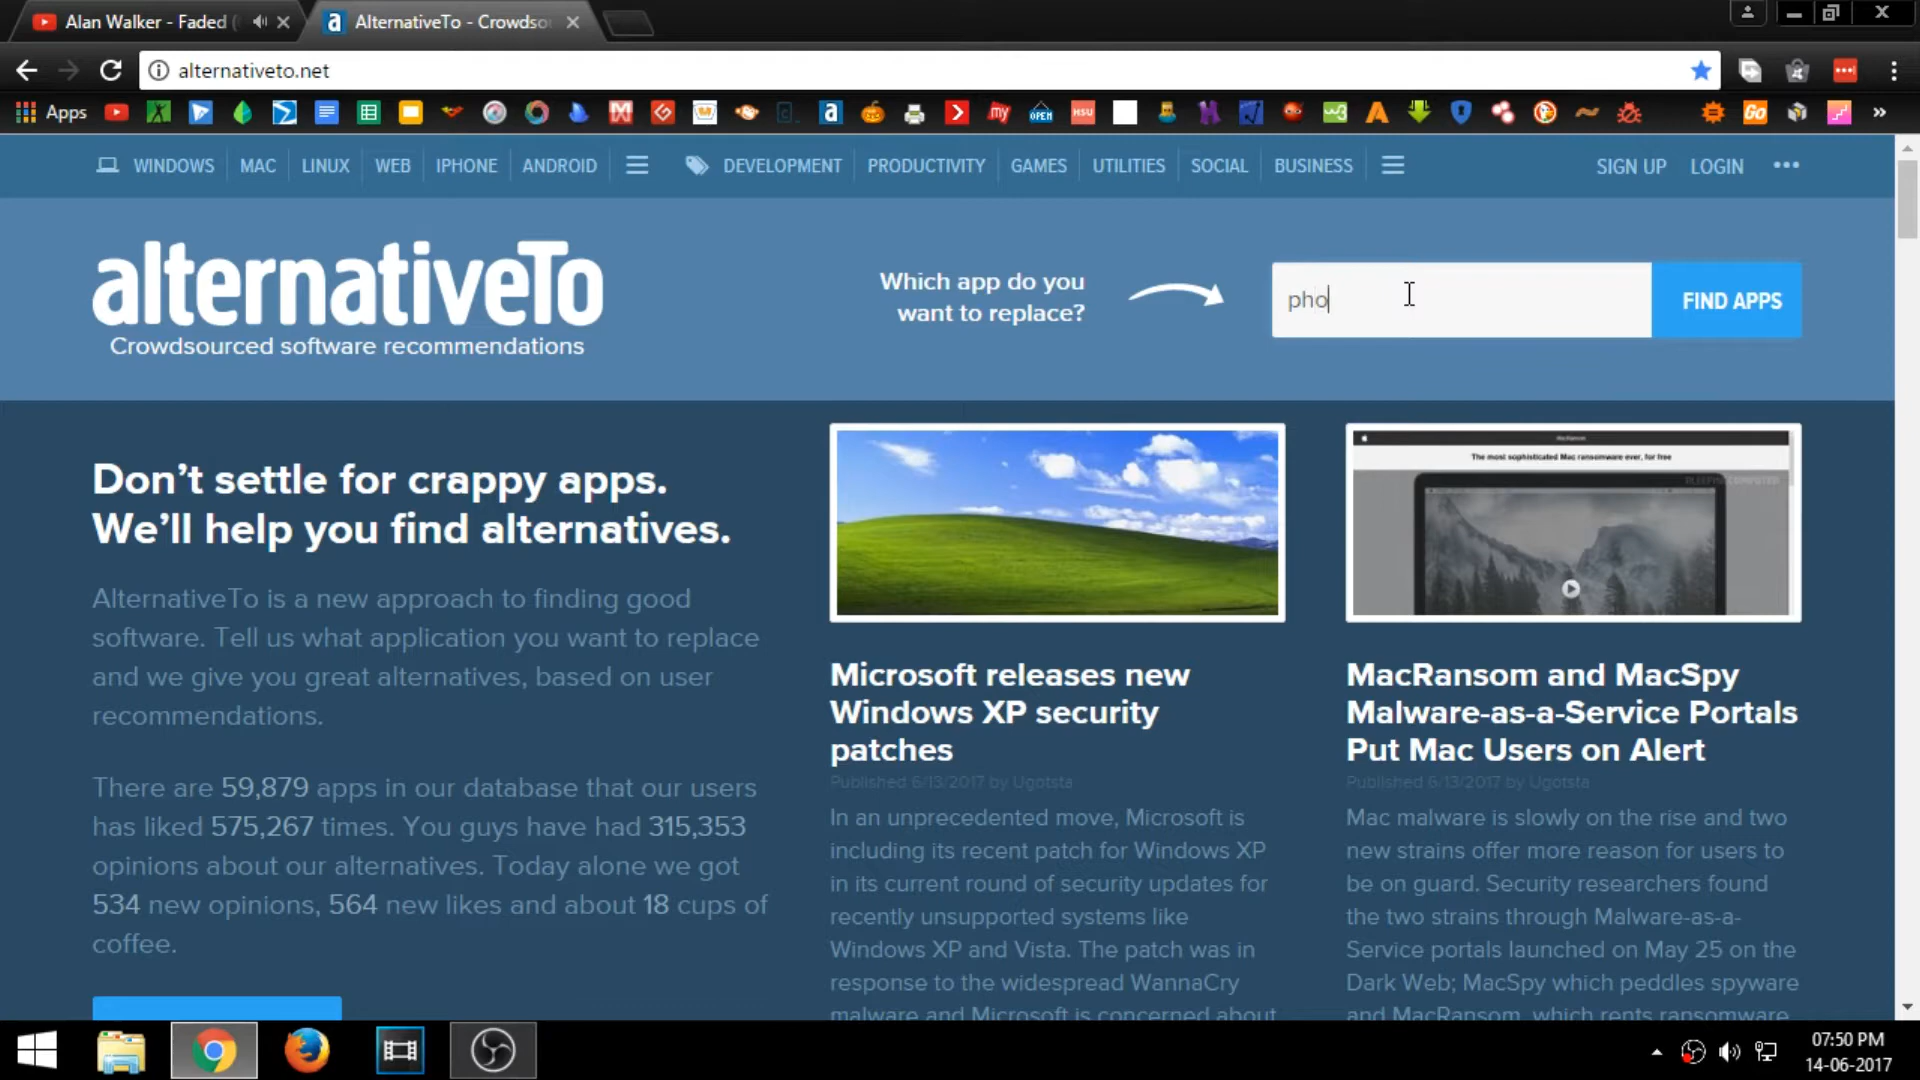 Alan Walker - Faded (
AlternativeTo - Crowdso
alternativeto.net
Apps
WINDOWS MAC LINUX WEB IPHONE ANDROID DEVELOPMENT PRODUCTIVITY GAMES UTILITIES SOCIAL BUSINESS SIGN UP LOGIN
alternativeTo
Crowdsourced software recommendations
Which app do you
want to replace?
pho
FIND APPS
Don't settle for crappy apps.
We'll help you find alternatives.
AlternativeTo is a new approach to finding good
software. Tell us what application you want to replace
and we give you great alternatives, based on user
recommendations.
There are 59,879 apps in our database that our users
has liked 575,267 times. You guys have had 315,353
opinions about our alternatives. Today alone we got
534 new opinions, 564 new likes and about 18 cups of
coffee.
Microsoft releases new
Windows XP security
patches
Published 6/13/2017 by Ugotsta
In an unprecedented move, Microsoft is
including its recent patch for Windows XP
in its current round of security updates for
recently unsupported systems like
Windows XP and Vista. The patch was in
response to the widespread WannaCry
malware and Microsoft is concerned about
The most sophisticated Mac ransomware ever, for free
MacRansom and MacSpy
Malware-as-a-Service Portals
Put Mac Users on Alert
Published 6/13/2017 by Ugotsta
Mac malware is slowly on the rise and two
new strains offer more reason for users to
be on guard. Security researchers found
the two strains through Malware-as-a-
Service portals launched on May 25 on the
Dark Web; MacSpy which peddles spyware
and MacRansom, which rents ransomware
07:50 PM
14-06-2017